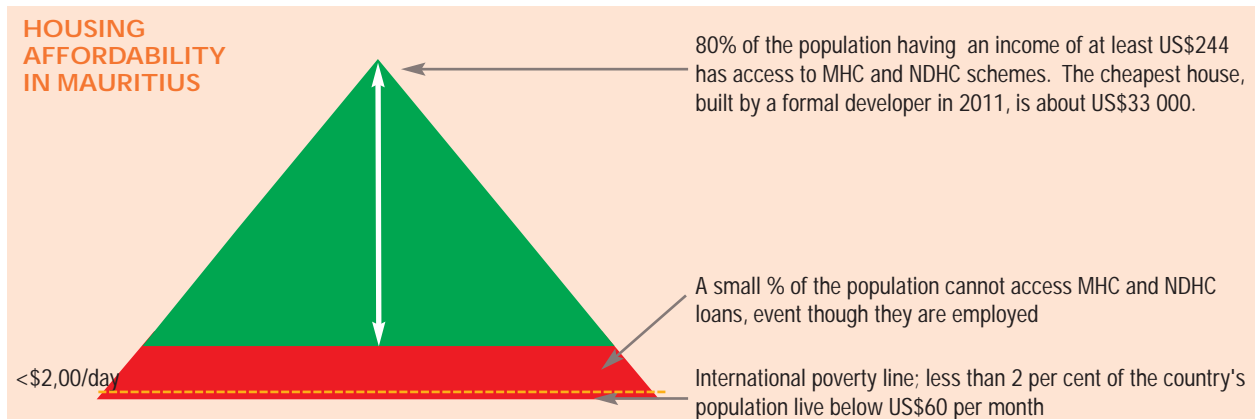 HOUSING
AFFORDABILITY
IN MAURITIUS
80% of the population having an income of at least US$244
has access to MHC and NDHC schemes. The cheapest house,
built by a formal developer in 2011, is about US$33 000.
A small % of the population cannot access MHC and NDHC
loans, event though they are employed
<$2,00/day
International poverty line; less than 2 per cent of the country's
population live below US$60 per month